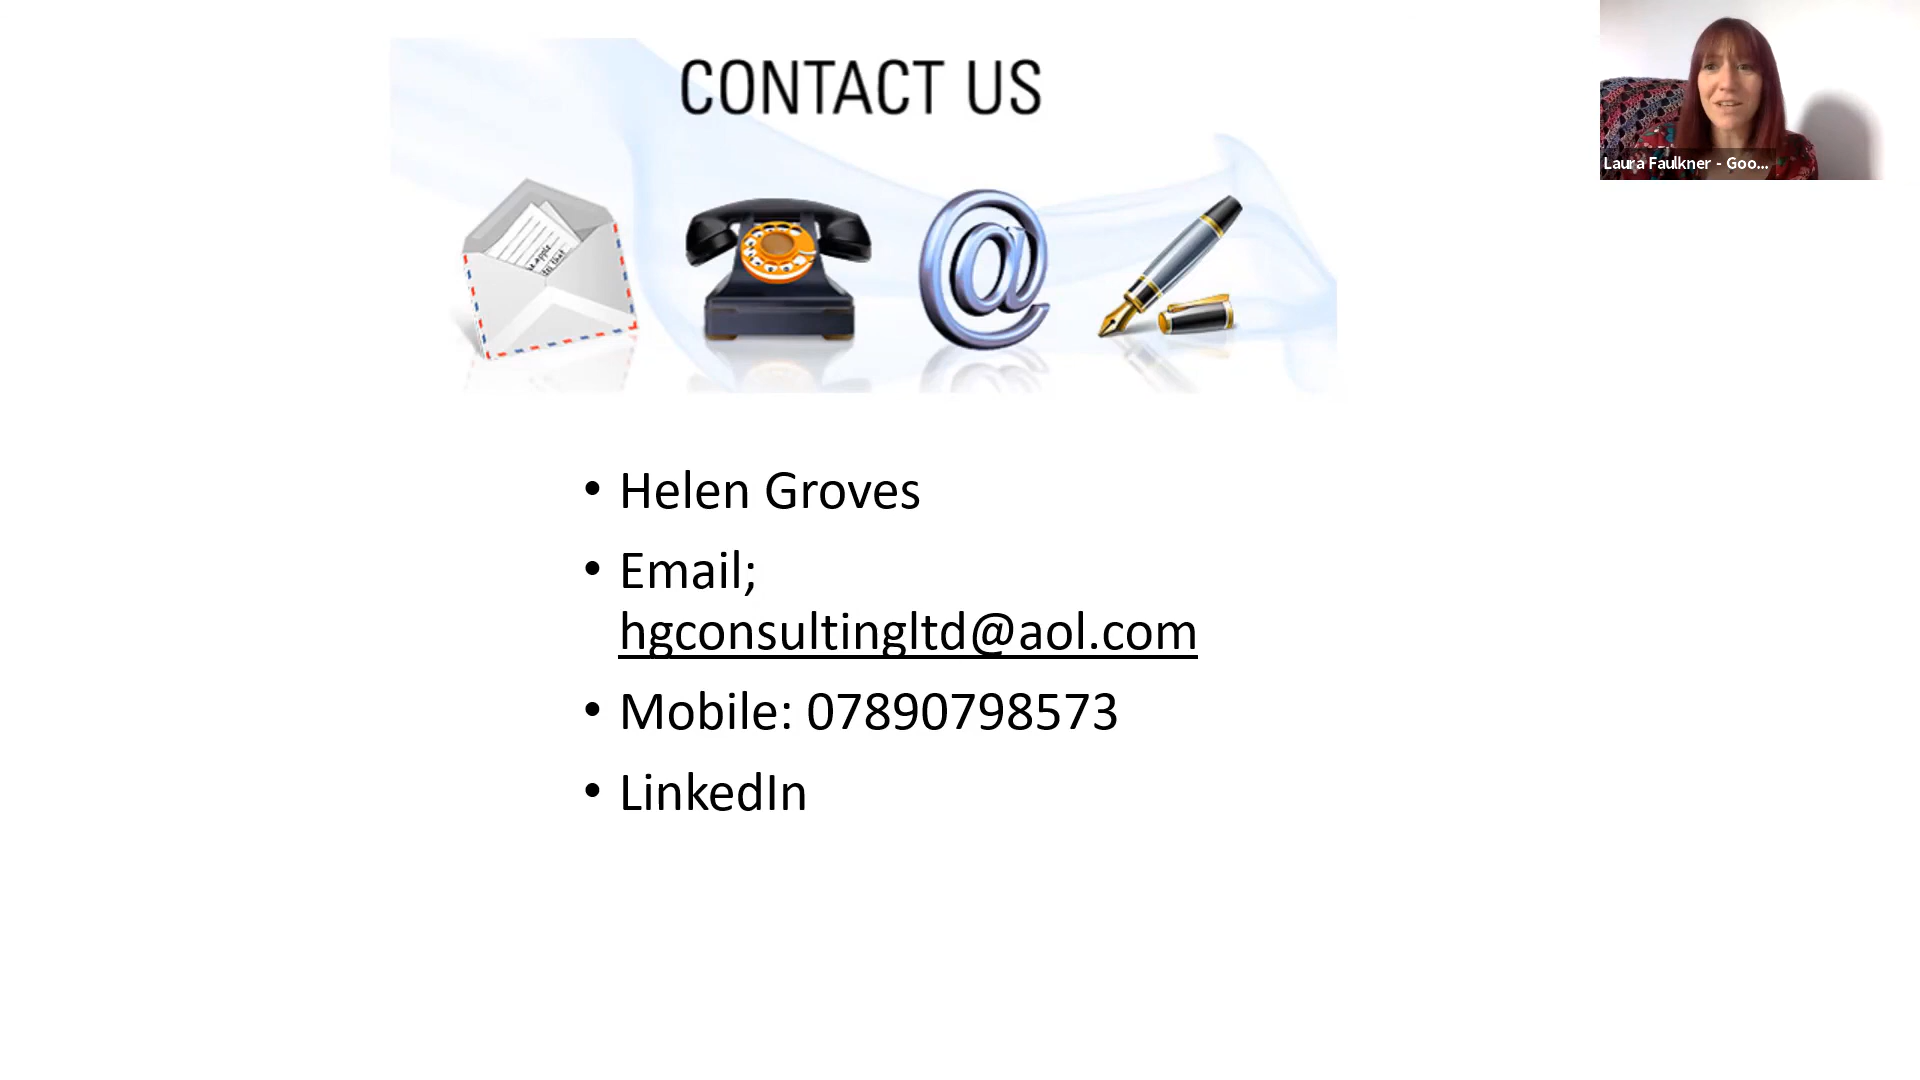 CONTACT US
Laura Faulkner - Goo...
• Helen Groves
• Email;
hgconsultingltd@aol.com
• Mobile: 07890798573
• LinkedIn